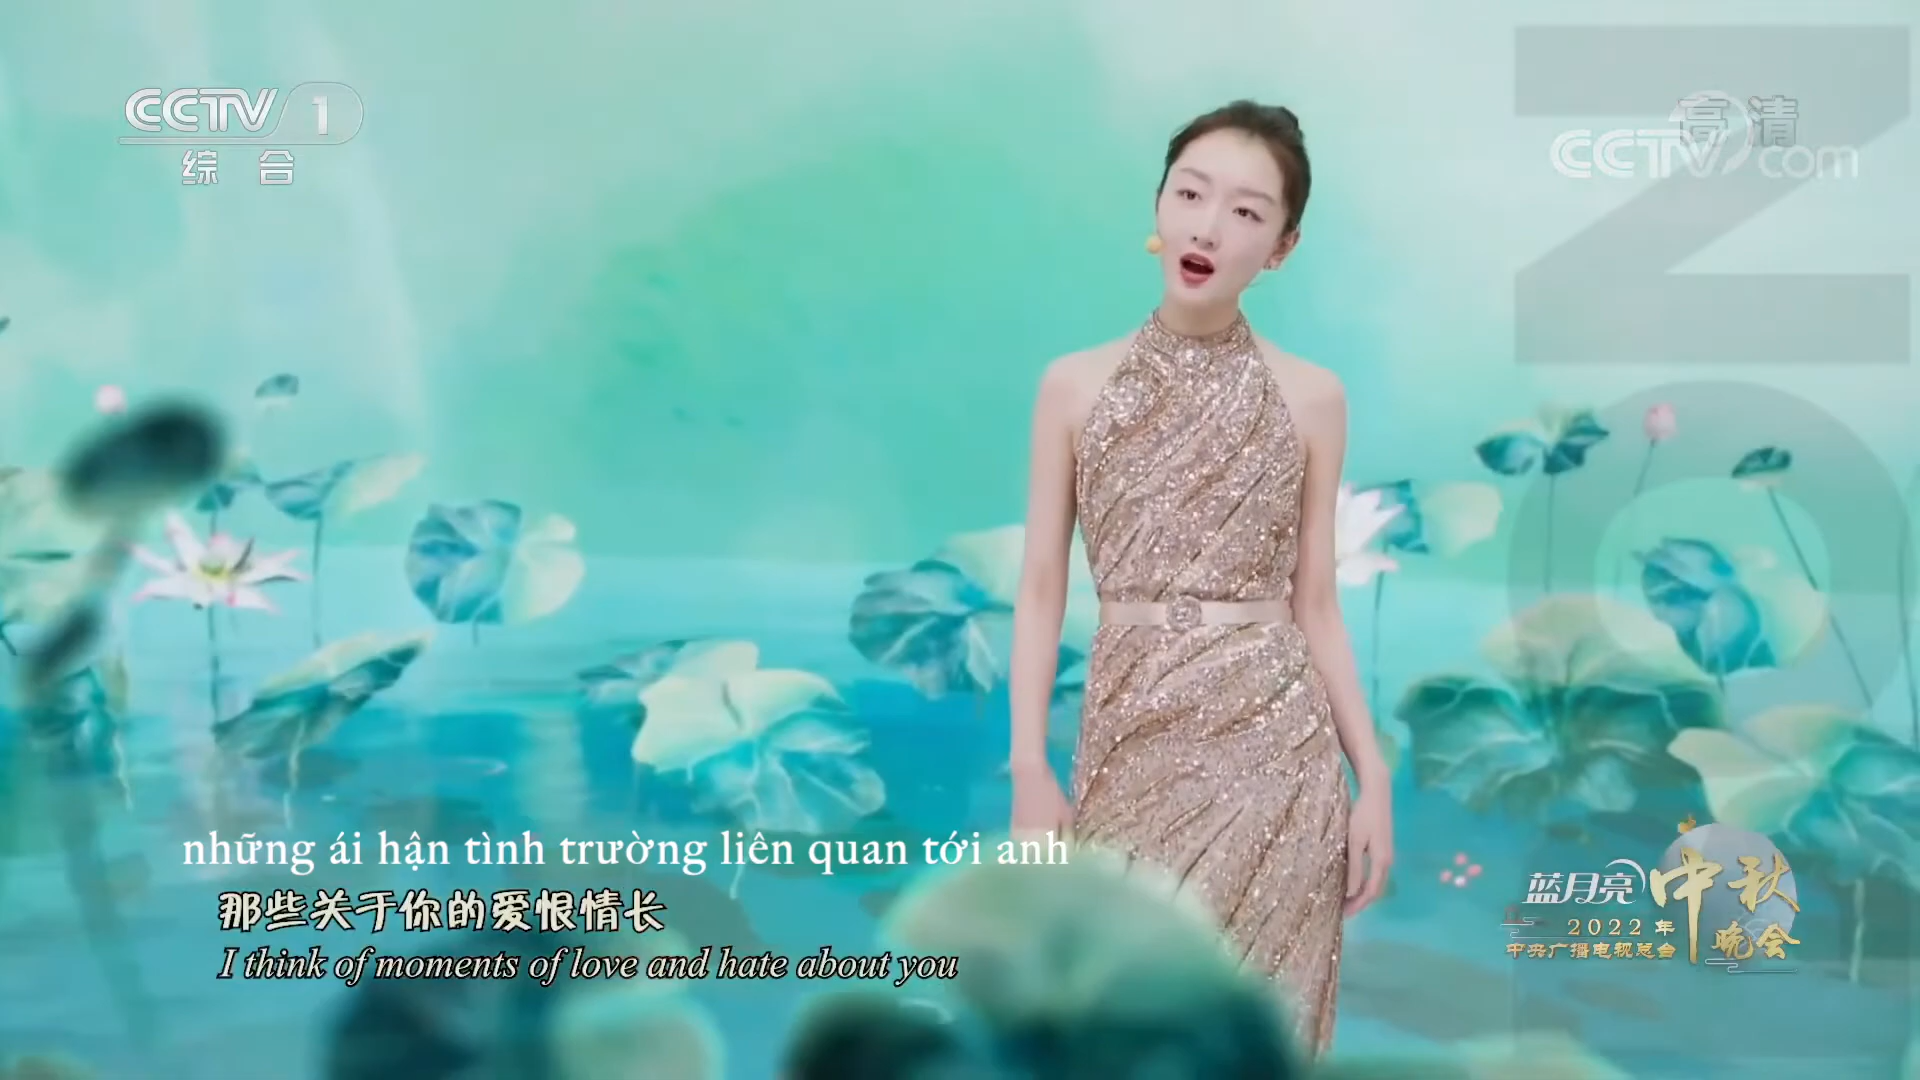 CCTV 1
综 合
高清
CCTV com
ZO
những ái hận tình trường liên quan tới anh
那些关于你的爱恨情长
I think of moments of love and hate about you
蓝月亮 中秋
2022年
中央广播电视总台 晚会